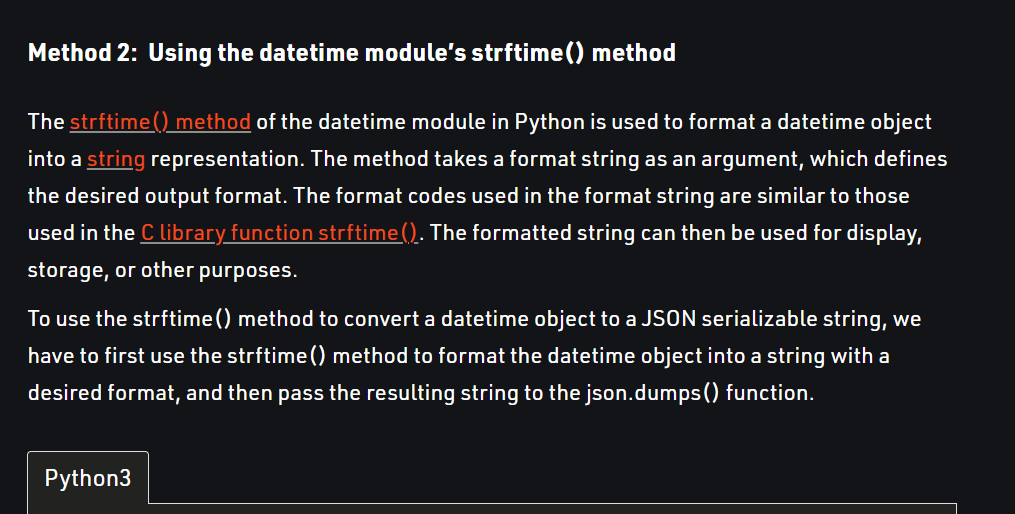 Method 2:  Using the datetime module’s strftime() method
The strftime() method of the datetime module in Python is used to format a datetime object
into a string representation. The method takes a format string as an argument, which defines
the desired output format. The format codes used in the format string are similar to those
used in the C library function strftime(). The formatted string can then be used for display,
storage, or other purposes.
To use the strftime() method to convert a datetime object to a JSON serializable string, we
have to first use the strftime() method to format the datetime object into a string with a
desired format, and then pass the resulting string to the json.dumps() function.
Python3